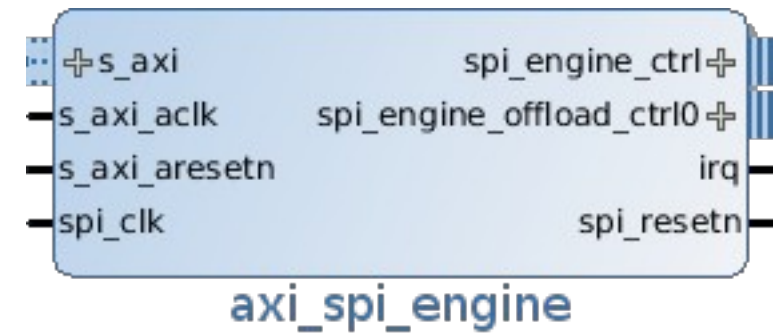 s_axi
spi_engine_ctrl
s_axi_aclk
spi_engine_offload_ctrl0
s_axi_aresetn
irq
spi_clk
spi_resetn
axi_spi_engine